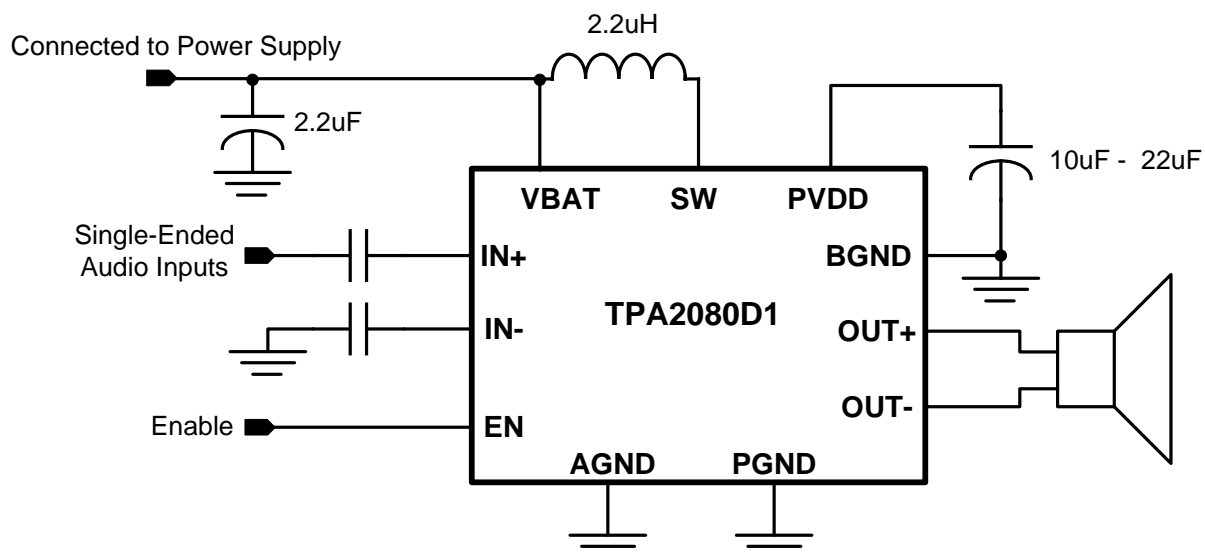 2.2uH
Connected to Power Supply
2.2uF
10uF - 22uF
VBAT
SW
PVDD
Single-Ended
Audio Inputs
IN+
BGND
TPA2080D1
IN-
OUT+
OUT-
Enable
EN
AGND
PGND